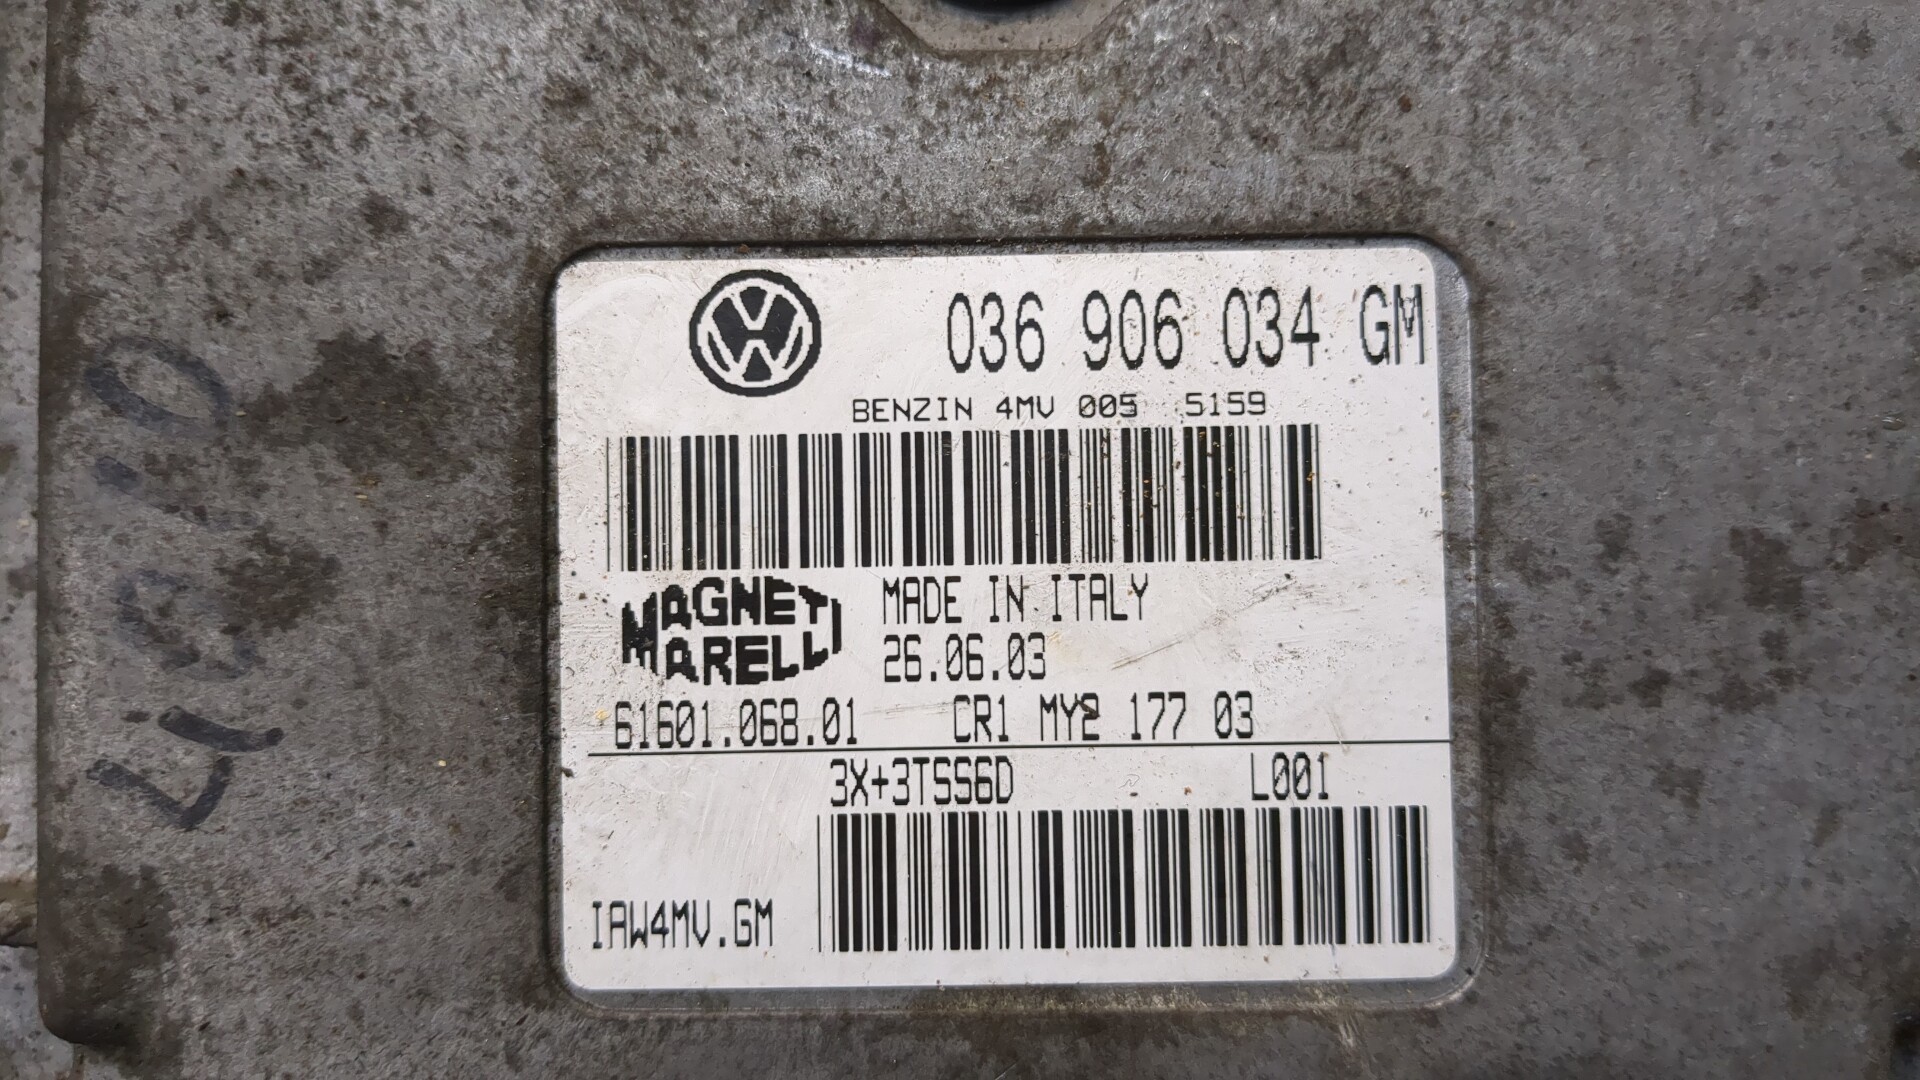 036 906 034 GM
BENZIN 4MV 005 5159
MAGNETI
MARELLI
MADE IN ITALY
26.06.03
61601.068.01 CR1 MY2 177 03
3X+3TSS6D L001
IAW4MV.GM